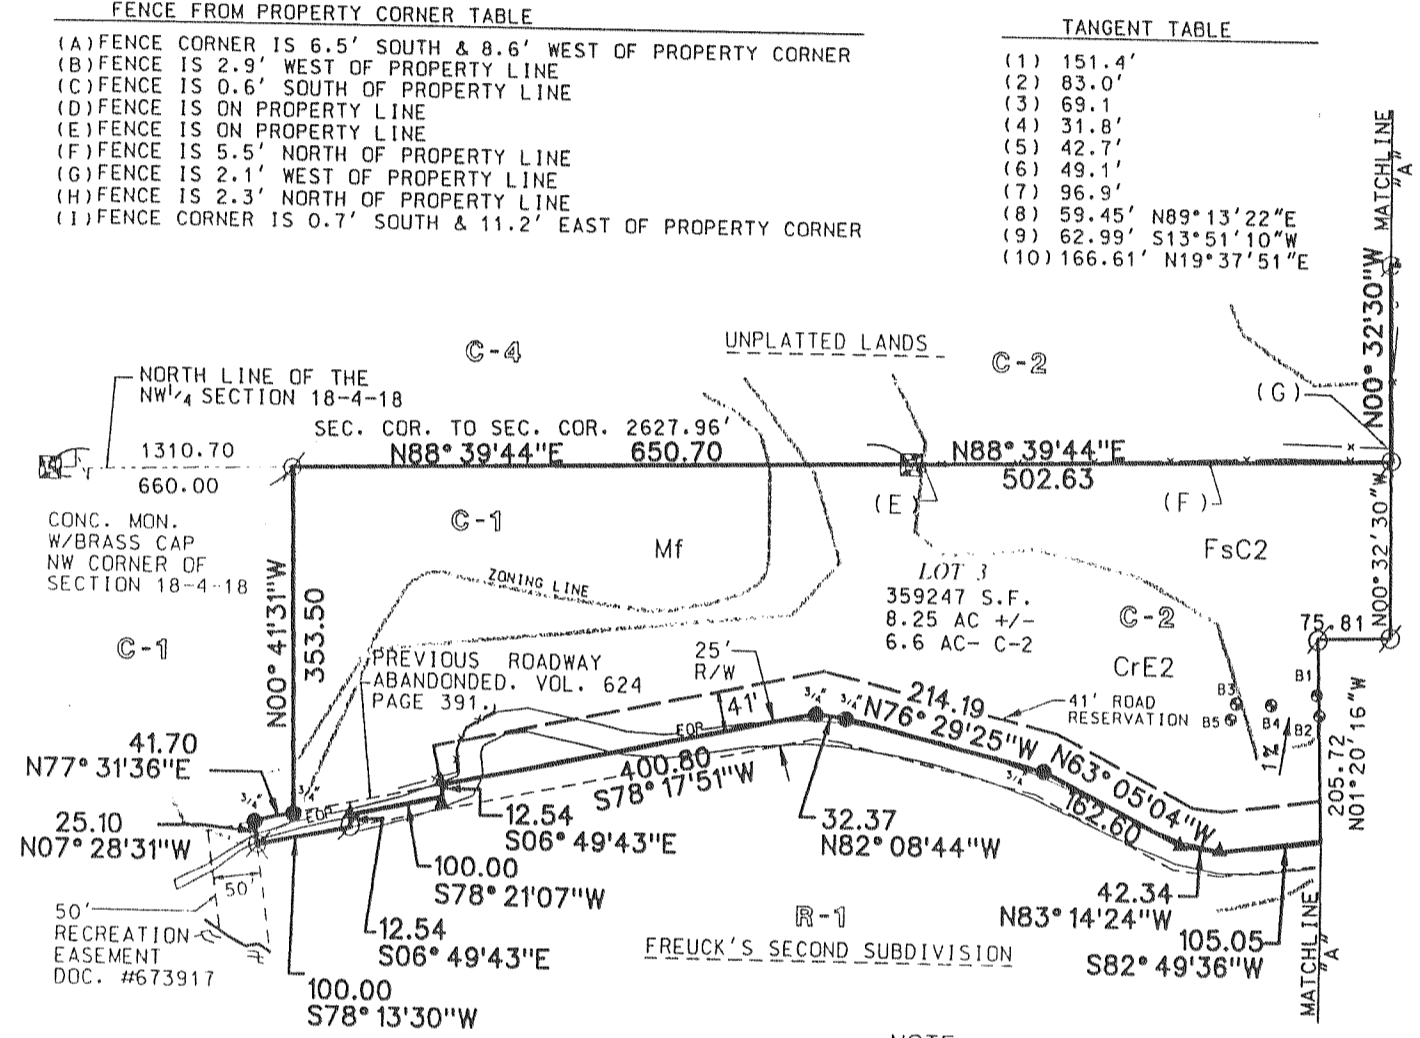 FENCE FROM PROPERTY CORNER TABLE
(A)FENCE CORNER IS 6.5' SOUTH & 8.6' WEST OF PROPERTY CORNER
(B)FENCE IS 2.9' WEST OF PROPERTY LINE
(C)FENCE IS 0.6' SOUTH OF PROPERTY LINE
(D)FENCE IS ON PROPERTY LINE
(E)FENCE IS ON PROPERTY LINE
(F)FENCE IS 5.5' NORTH OF PROPERTY LINE
(G)FENCE IS 2.1' WEST OF PROPERTY LINE
(H)FENCE IS 2.3' NORTH OF PROPERTY LINE
(I)FENCE CORNER IS 0.7' SOUTH & 11.2' EAST OF PROPERTY CORNER
TANGENT TABLE
(1) 151.4'
(2) 83.0'
(3) 69.1
(4) 31.8'
(5) 42.7'
(6) 49.1'
(7) 96.9'
(8) 59.45' N89°13'22"E
(9) 62.99' S13°51'10"W
(10)166.61' N19°37'51"E
MATCHLINE
"A"
N00°32'30"W
UNPLATTED LANDS
C-4
C-2
(G)
NORTH LINE OF THE
NW1/4 SECTION 18-4-18
SEC. COR. TO SEC. COR. 2627.96'
1310.70
N88°39'44"E 650.70
N88°39'44"E
660.00
502.63
(E)
(F)
CONC. MON.
W/BRASS CAP
NW CORNER OF
SECTION 18-4-18
C-1
Mf
FsC2
N00°32'30"W
ZONING LINE
LOT 3
359247 S.F.
8.25 AC +/-
6.6 AC- C-2
C-2
75.81
N00°41'31"W
353.50
C-1
PREVIOUS ROADWAY
ABANDONDED. VOL. 624
PAGE 391.
25'
R/W
CrE2
41'
3/4"
3/4"
214.19
N76°29'25"W
41' ROAD
RESERVATION
B1
B3
B5
B4
B2
12
205.72
N01°20'16"W
41.70
N77°31'36"E
EOR
400.80
S78°17'51"W
N63°05'04"W
162.60
3/4"
3/4"
3/4"
EOR
25.10
N07°28'31"W
12.54
S06°49'43"E
32.37
N82°08'44"W
100.00
S78°21'07"W
42.34
N83°14'24"W
50'
50'
RECREATION
EASEMENT
DOC. #673917
12.54
S06°49'43"E
R-1
FREUCK'S SECOND SUBDIVISION
105.05
S82°49'36"W
100.00
S78°13'30"W
MATCHLINE
"A"
NOTE